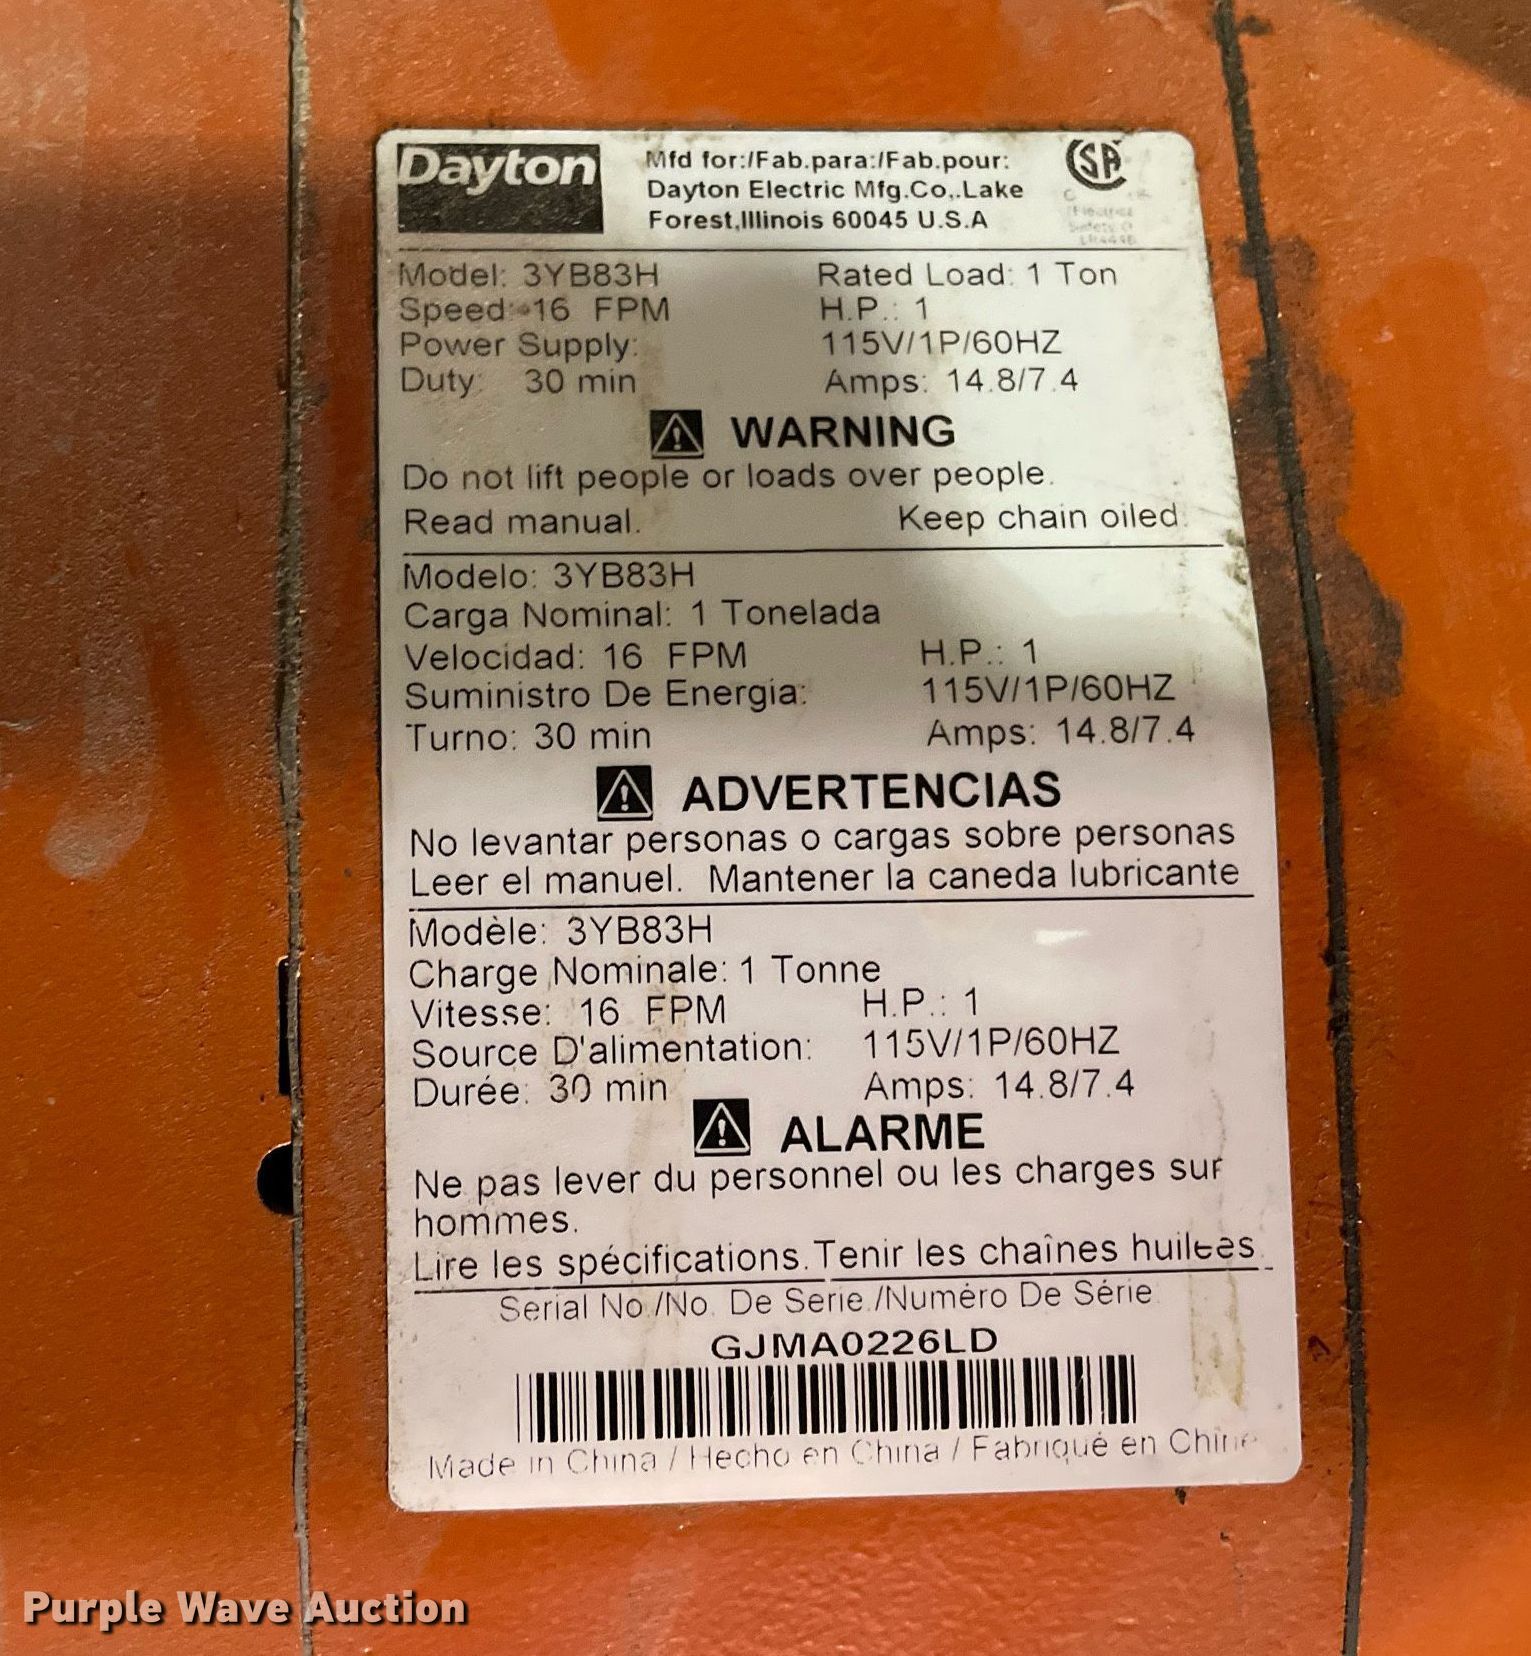 Dayton
Mfd for:/Fab.para:/Fab.pour:
Dayton Electric Mfg.Co,.Lake
Forest,Illinois 60045 U.S.A
Model: 3YB83H Rated Load: 1 Ton
Speed: 16 FPM H.P.: 1
Power Supply: 115V/1P/60HZ
Duty: 30 min Amps: 14.8/7.4
WARNING
Do not lift people or loads over people.
Read manual. Keep chain oiled.
Modelo: 3YB83H
Carga Nominal: 1 Tonelada
Velocidad: 16 FPM H.P.: 1
Suministro De Energia: 115V/1P/60HZ
Turno: 30 min Amps: 14.8/7.4
ADVERTENCIAS
No levantar personas o cargas sobre personas
Leer el manuel. Mantener la caneda lubricante
Modèle: 3YB83H
Charge Nominale: 1 Tonne
Vitesse: 16 FPM H.P.: 1
Source D'alimentation: 115V/1P/60HZ
Durée: 30 min Amps: 14.8/7.4
ALARME
Ne pas lever du personnel ou les charges sur
hommes.
Lire les spécifications. Tenir les chaînes huilées.
Serial No./No. De Serie./Numéro De Série:
GJMA0226LD
Made in China / Hecho en China / Fabriqué en Chine
Purple Wave Auction